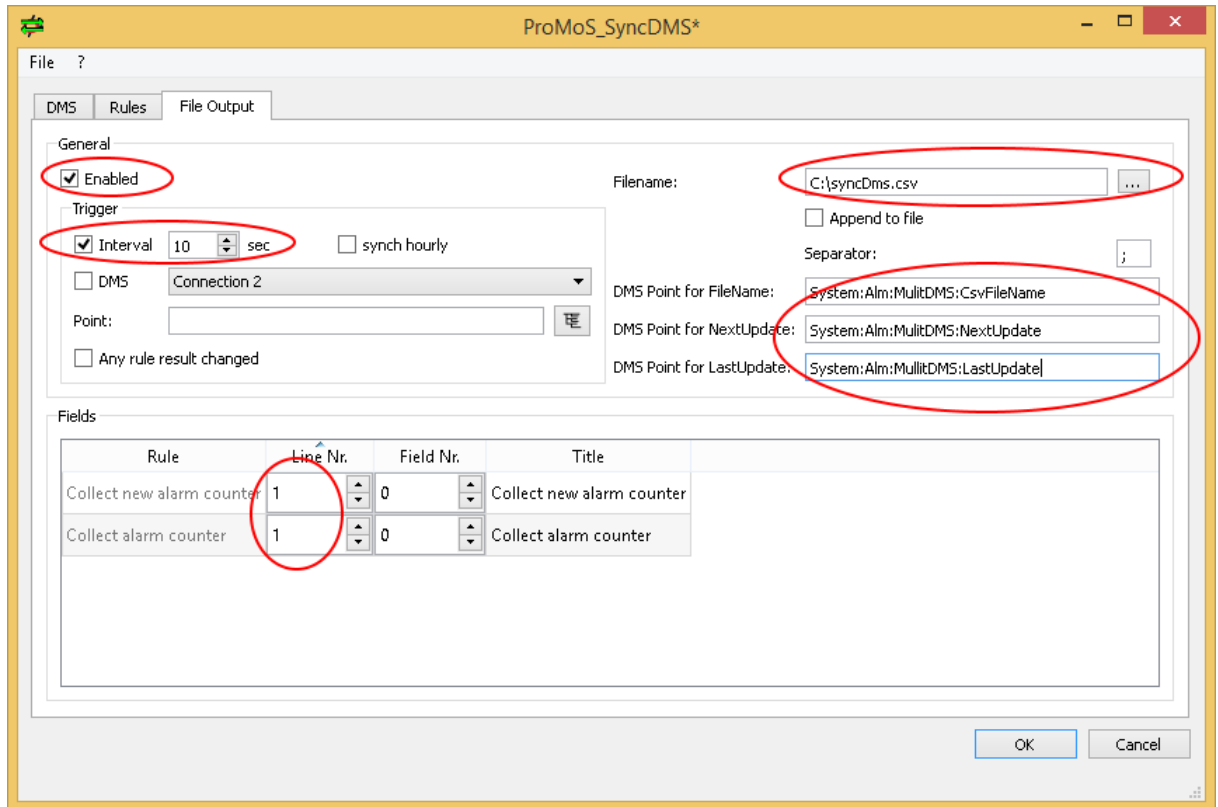 ProMoS_SyncDMS*
File ?
DMS Rules File Output
General
Enabled
Trigger
Interval 10 sec synch hourly
DMS Connection 2
Point:
Any rule result changed
Filename: C:\syncDms.csv ...
Append to file
Separator: ;
DMS Point for FileName: System:Alm:MulitDMS:CsvFileName
DMS Point for NextUpdate: System:Alm:MulitDMS:NextUpdate
DMS Point for LastUpdate: System:Alm:MullitDMS:LastUpdate
Fields
Rule Line Nr. Field Nr. Title
Collect new alarm counter 1 0 Collect new alarm counter
Collect alarm counter 1 0 Collect alarm counter
OK Cancel